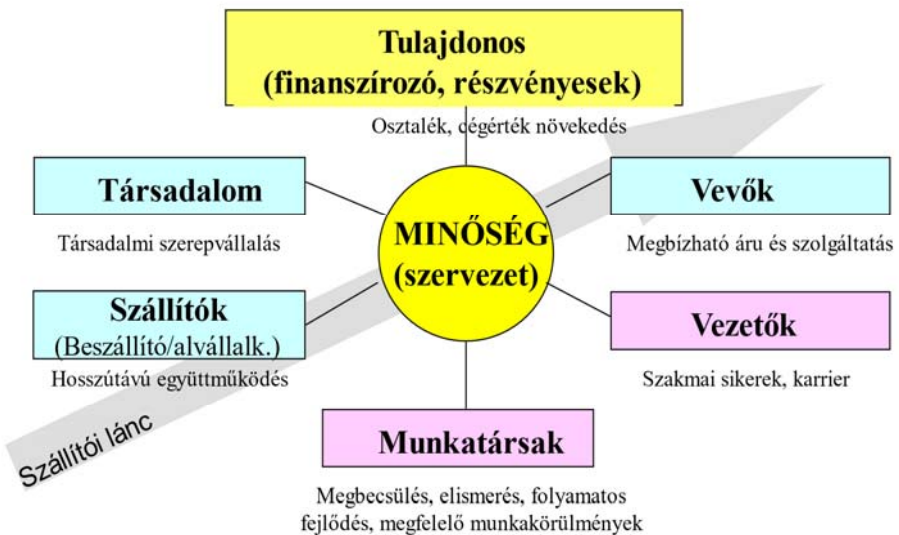 Tulajdonos
(finanszírozó, részvényesek)
Osztalék, cégérték növekedés
Társadalom
Társadalmi szerepvállalás
Vevők
Megbízható áru és szolgáltatás
MINŐSÉG
(szervezet)
Szállítók
(Beszállító/alvállalk.)
Hosszútávú együttműködés
Vezetők
Szakmai sikerek, karrier
Szállítói lánc
Munkatársak
Megbecsülés, elismerés, folyamatos
fejlődés, megfelelő munkakörülmények